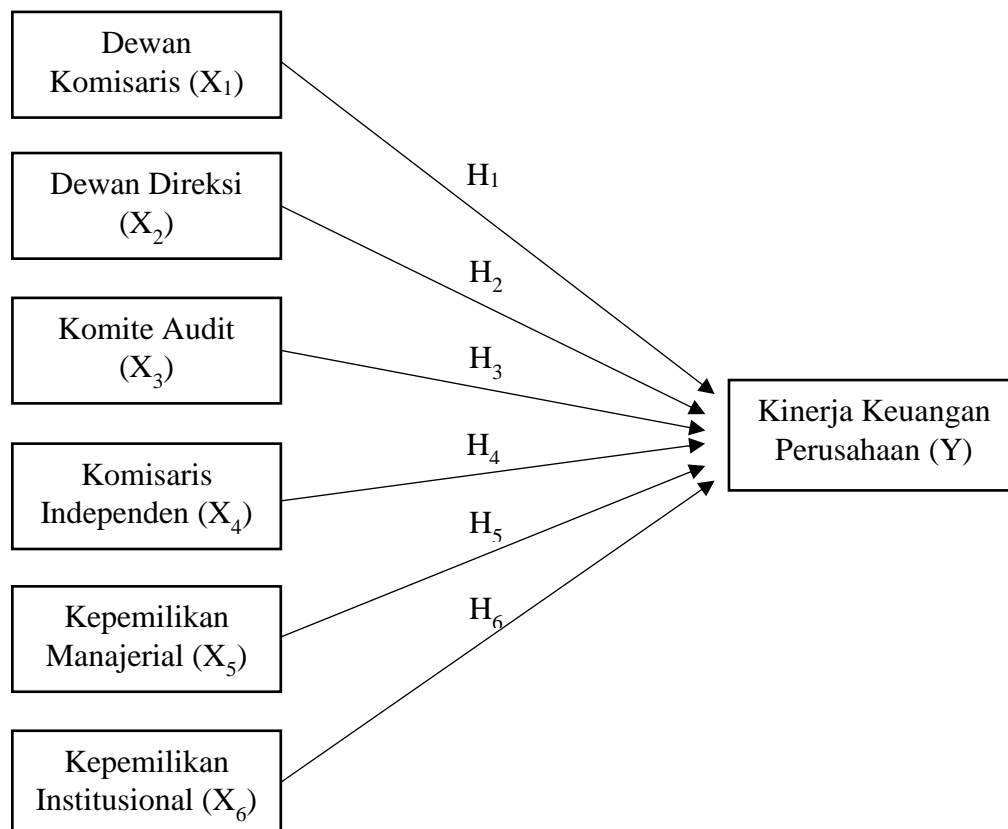 Dewan
Komisaris (X₁)
H₁
Dewan Direksi
(X₂)
H₂
Komite Audit
(X₃)
H₃
Kinerja Keuangan
Perusahaan (Y)
H₄
Komisaris
Independen (X₄)
H₅
Kepemilikan
Manajerial (X₅)
H₆
Kepemilikan
Institusional (X₆)